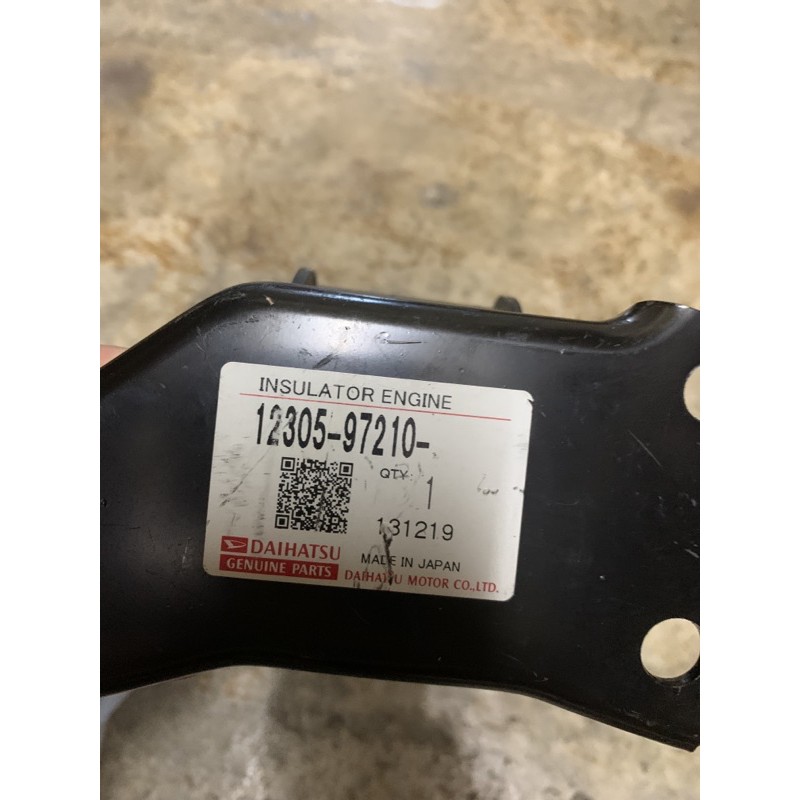 INSULATOR ENGINE
12305-97210-
QTY
1
131219
DAIHATSU
MADE IN JAPAN
GENUINE PARTS
DAIHATSU MOTOR CO.,LTD.